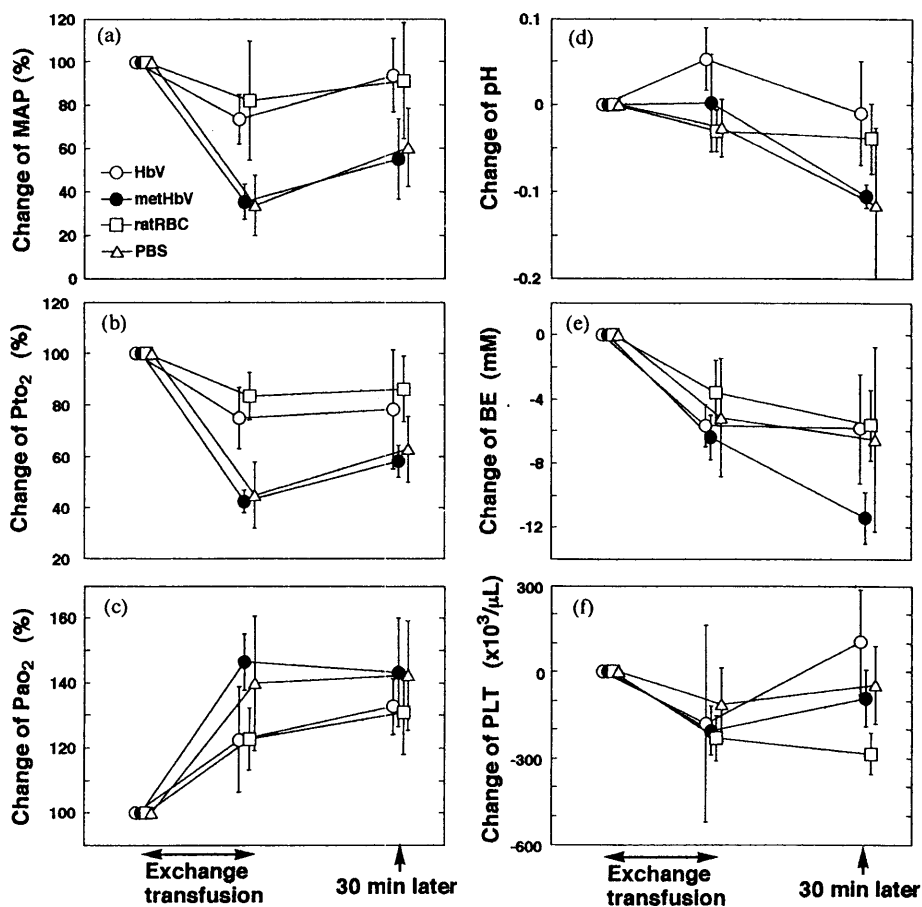 (a)
Change of MAP (%)
120
100
80
60
40
20
0
HbV
metHbV
ratRBC
PBS
(b)
Change of Pto2 (%)
120
100
80
60
40
20
(c)
Change of Pao2 (%)
160
140
120
100
Exchange
transfusion
30 min later
(d)
Change of pH
0
-0.1
-0.2
(e)
Change of BE (mM)
0
-4
-8
-12
(f)
Change of PLT (x10³/µL)
300
0
-300
-600
Exchange
transfusion
30 min later